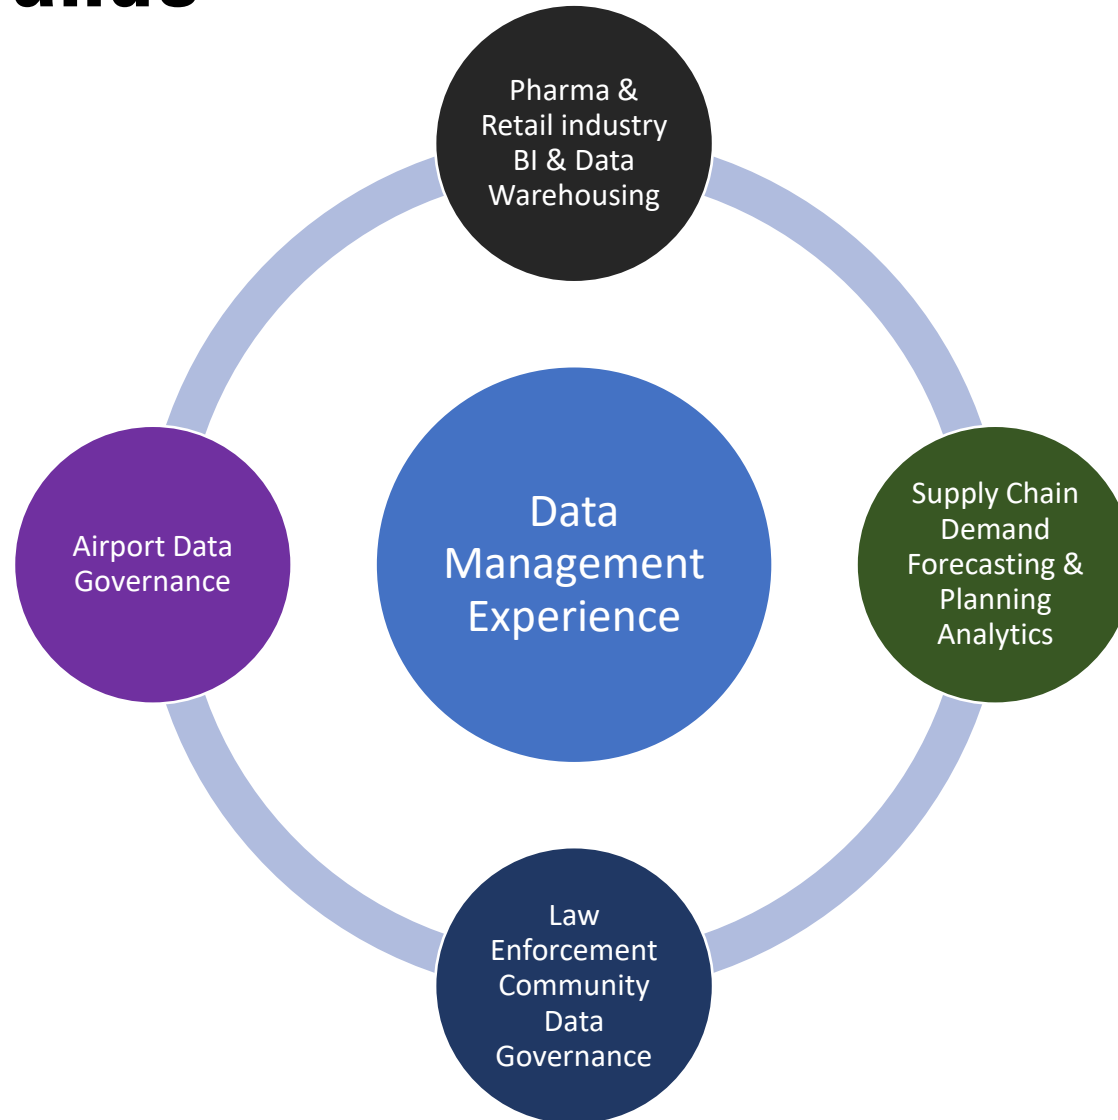 Pharma &
Retail industry
BI & Data
Warehousing
Supply Chain
Demand
Forecasting &
Planning
Analytics
Data
Management
Experience
Airport Data
Governance
Law
Enforcement
Community
Data
Governance